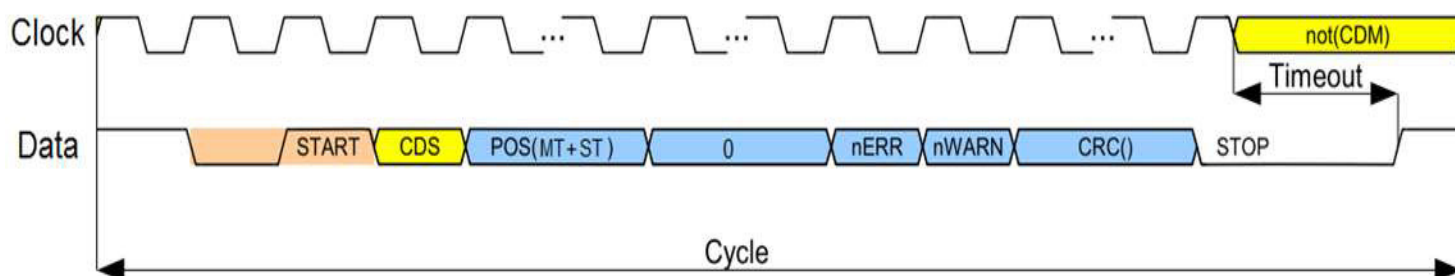 Clock ... ... ... not(CDM)
Timeout
Data START CDS POS(MT+ST) 0 nERR nWARN CRC() STOP
Cycle